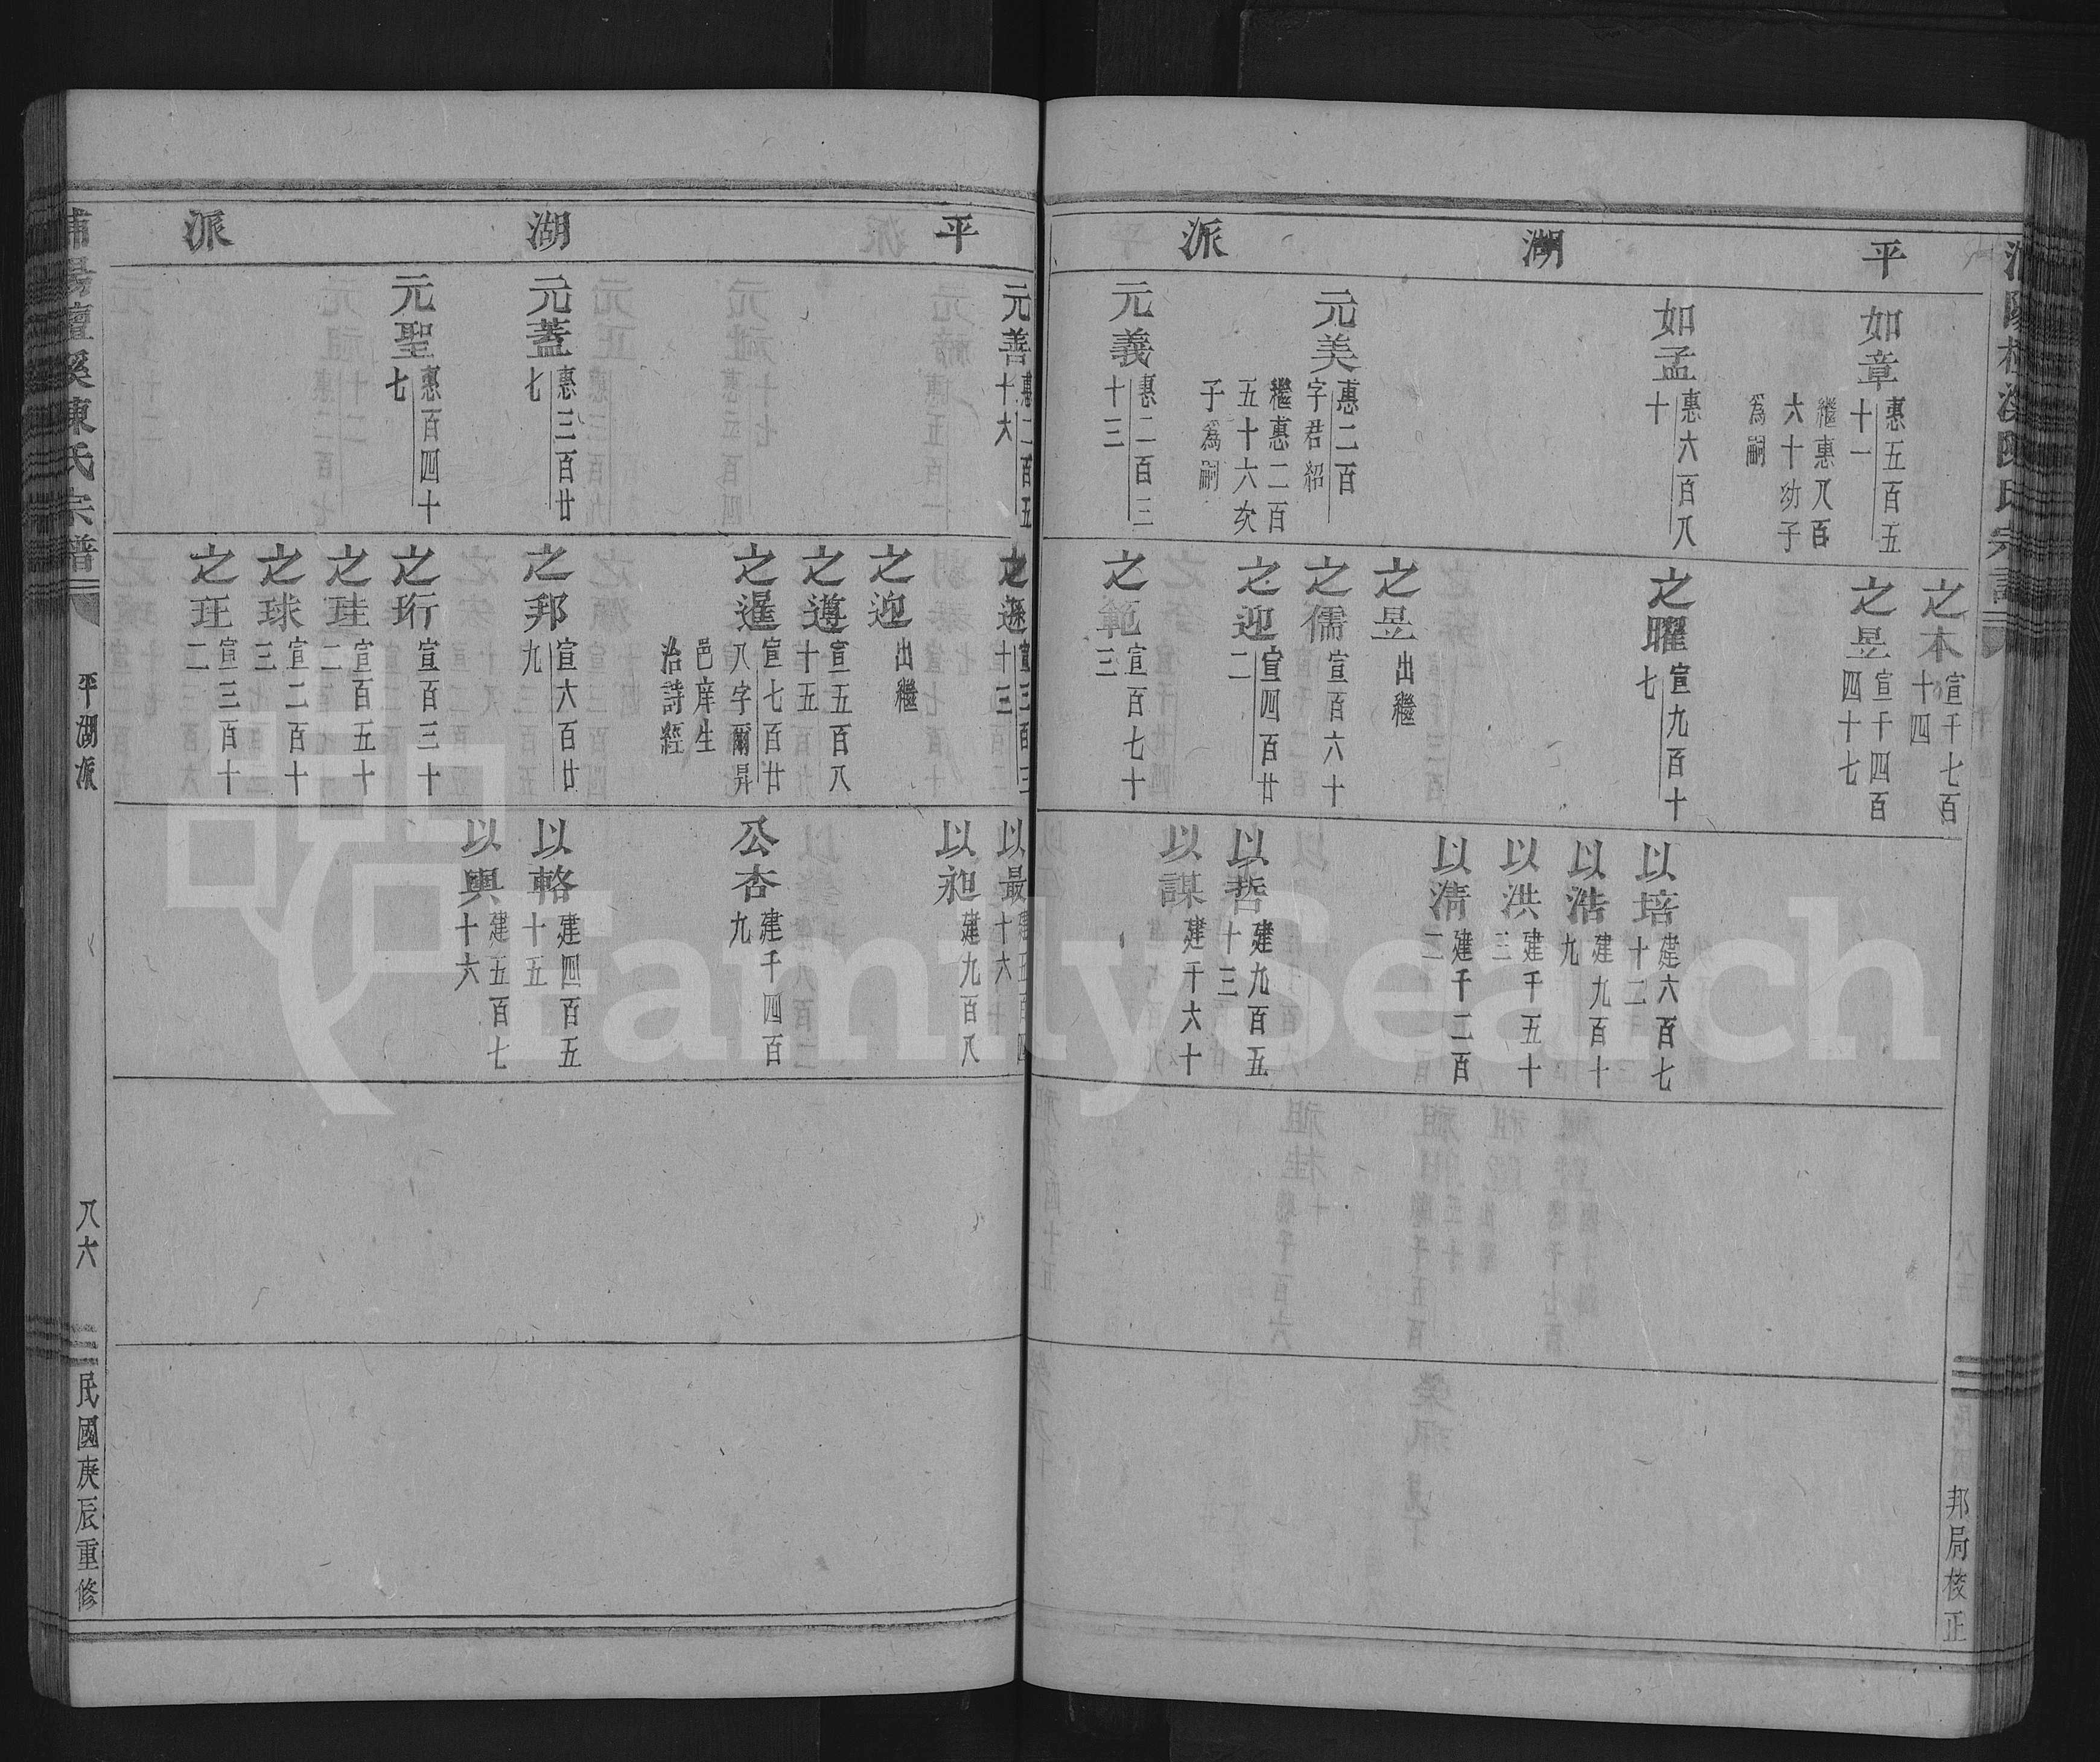 平湖派
如章 惠五百五十一
繼惠八百六十幼子爲嗣
如孟 惠六百八十
元美 惠二百 字君紹
繼惠二百五十六次子爲嗣
元義 惠二百三十三
之本 宣千七百十四
之昱 宣千四百四十七
之曜 宣九百十七
之昱 出繼
之儒 宣百六十
之迎 宣四百廿二
之範 宣百七十三
以培 建六百七十二
以浩 建九百十九
以洪 建千五十三
以清 建千二百二
以哲 建九百五十三
以謀 建千六十
邦局校正
平湖派
元善 惠二百五十六
元蓋 惠三百廿七
元聖 惠百四十七
之遜 宣三百三十三
之迎 出繼
之遵 宣五百八十五
之暹 宣七百廿八 字爾昇
邑庠生
治詩經
之邦 宣六百廿九
之珩 宣百三十
之珪 宣百五十二
之球 宣二百十三
之玨 宣三百十二
以最 建五百四十六
以昶 建九百八
公杏 建千四百九
以輅 建四百五十五
以輿 建五百七十六
浦陽檀溪陳氏宗譜
平湖派
八六
民國庚辰重修
FamilySearch